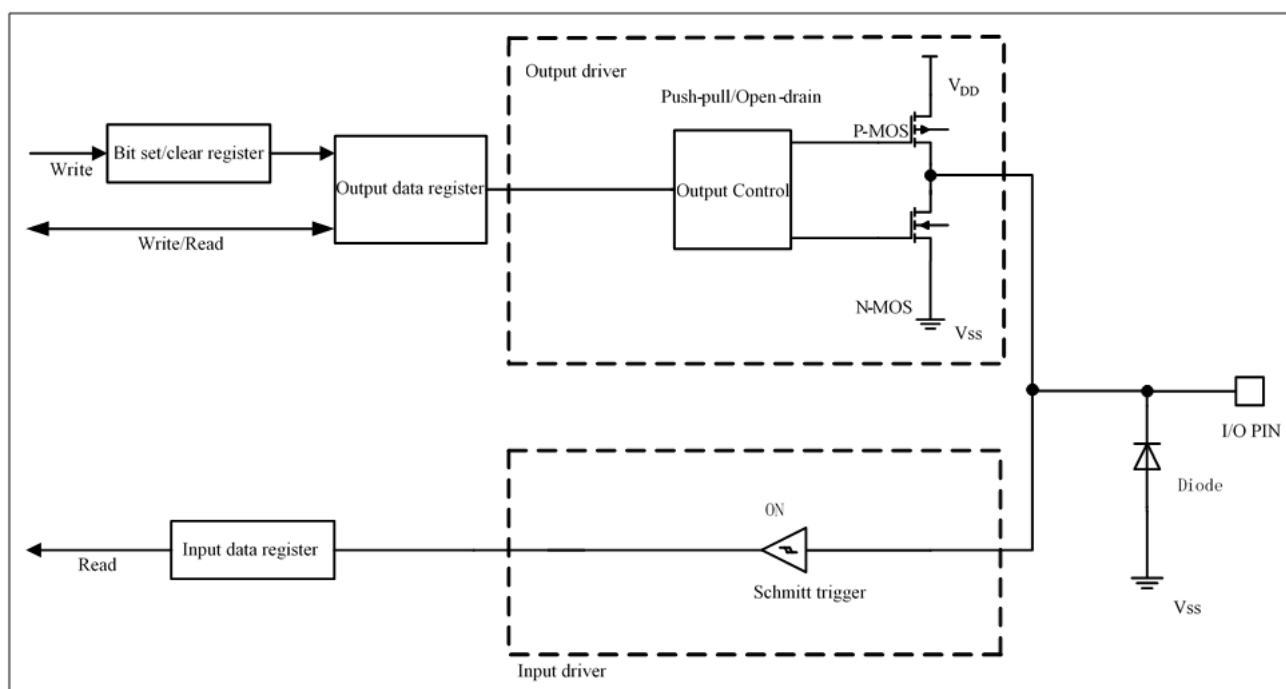 Output driver
Push-pull/Open-drain
VDD
P-MOS
Bit set/clear register
Write
Output data register
Output Control
Write/Read
N-MOS
Vss
I/O PIN
Diode
ON
Input data register
Read
Schmitt trigger
Vss
Input driver